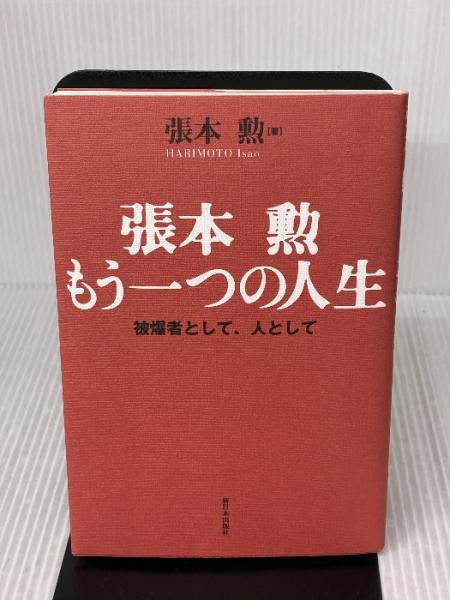 張本 勲[著]
HARIMOTO Isao
張本 勲
もう一つの人生
被爆者として、人として
新日本出版社